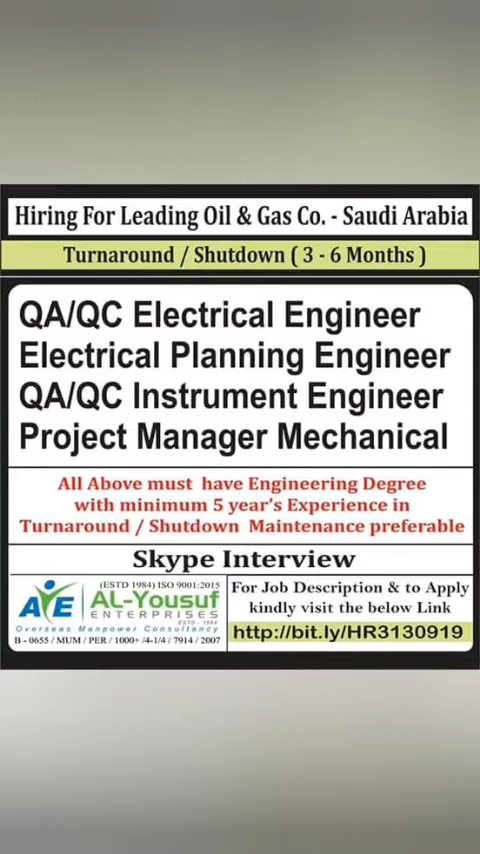 Hiring For Leading Oil & Gas Co. - Saudi Arabia
Turnaround / Shutdown ( 3 - 6 Months )
QA/QC Electrical Engineer
Electrical Planning Engineer
QA/QC Instrument Engineer
Project Manager Mechanical
All Above must have Engineering Degree
with minimum 5 year's Experience in
Turnaround / Shutdown Maintenance preferable
Skype Interview
(ESTD 1984) ISO 9001:2015
AYE
AL-Yousuf
ENTERPRISES
ESTD - 1984
Overseas Manpower Consultancy
B - 0655 / MUM / PER / 1000+ /4-1/4 / 7914 / 2007
For Job Description & to Apply
kindly visit the below Link
http://bit.ly/HR3130919